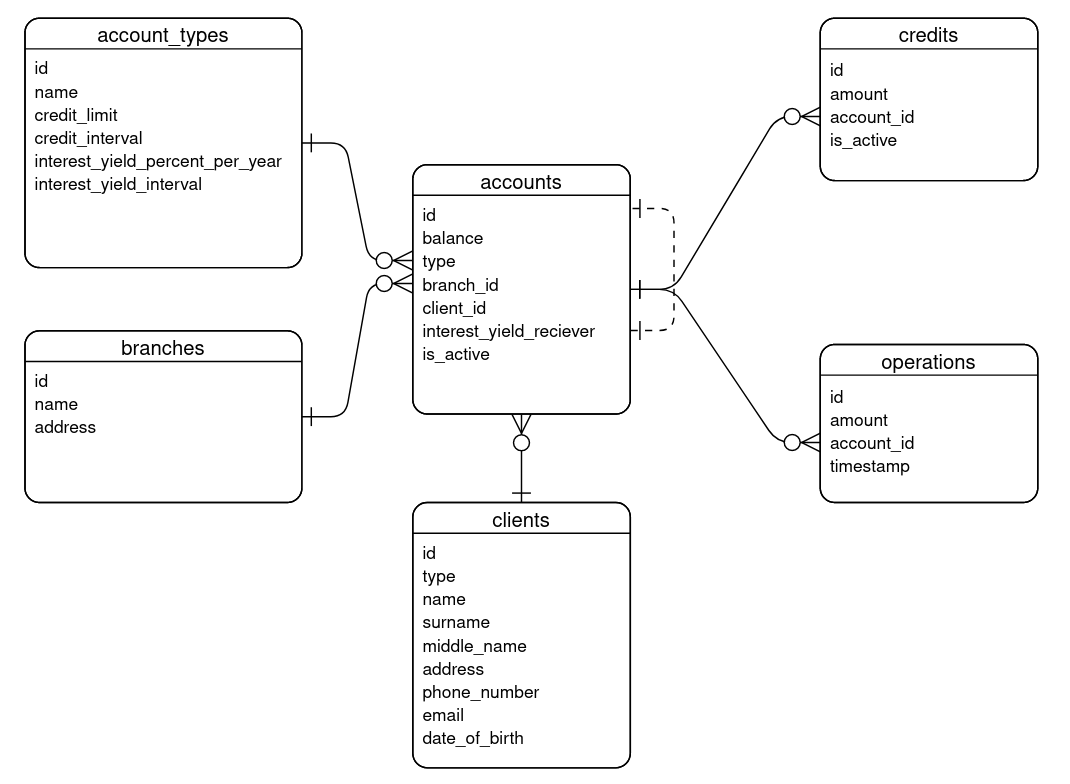 account_types
id
name
credit_limit
credit_interval
interest_yield_percent_per_year
interest_yield_interval
branches
id
name
address
accounts
id
balance
type
branch_id
client_id
interest_yield_reciever
is_active
clients
id
type
name
surname
middle_name
address
phone_number
email
date_of_birth
credits
id
amount
account_id
is_active
operations
id
amount
account_id
timestamp